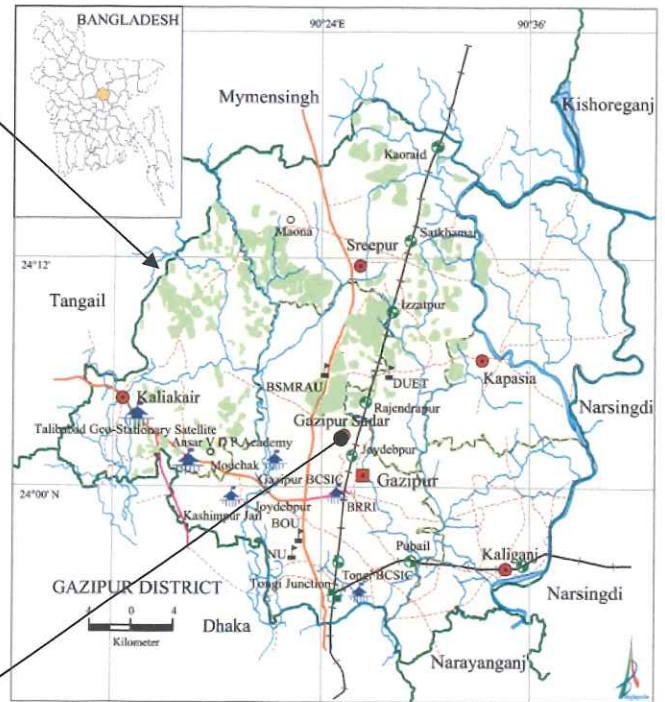 BANGLADESH
90°24'E
90°36'
Mymensingh
Kishoreganj
Kaoraid
Maona
Satkhamar
Sreepur
24°12'
Tangail
Izzatpur
BSMRAU
DUET
Kapasia
Kaliakair
Rajendrapur
Narsingdi
Talibabad Geo-Stationary Satellite
Gazipur Sadar
Ansar V D P Academy
Joydebpur
Mouchak
Gazipur BCSIC
Gazipur
24°00' N
Kashimpur Jail
Joydebpur
BRRI
BOU
NU
Pubail
Kaliganj
Tongi Junction
Tongi BCSIC
GAZIPUR DISTRICT
Narsingdi
4 0 4
Dhaka
Kilometer
Narayanganj